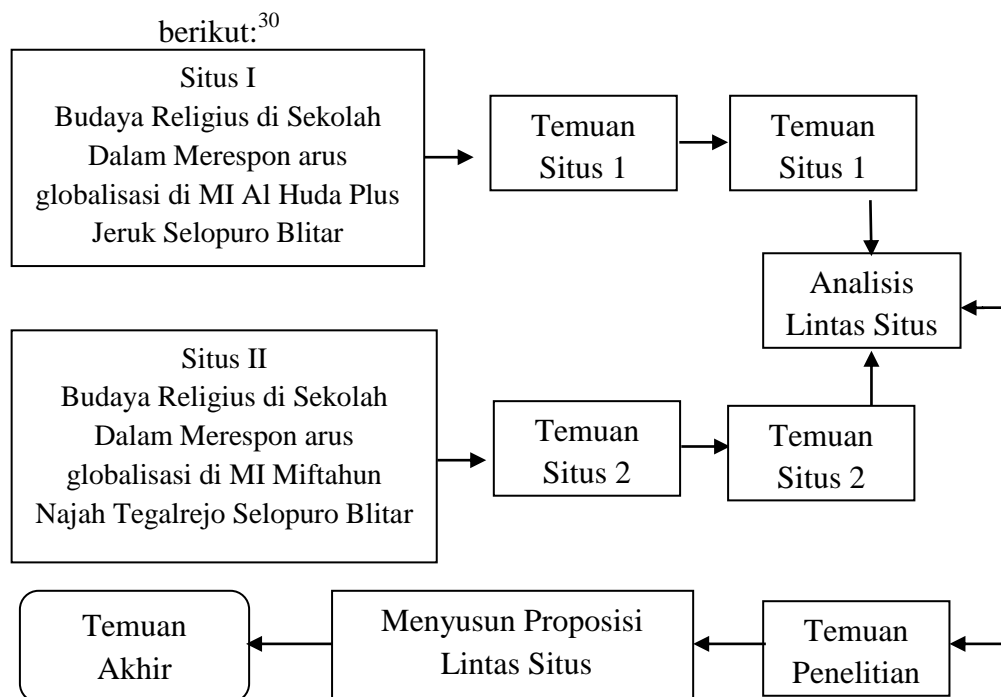 berikut:30
Situs I
Budaya Religius di Sekolah
Dalam Merespon arus
globalisasi di MI Al Huda Plus
Jeruk Selopuro Blitar
Temuan
Situs 1
Temuan
Situs 1
Analisis
Lintas Situs
Situs II
Budaya Religius di Sekolah
Dalam Merespon arus
globalisasi di MI Miftahun
Najah Tegalrejo Selopuro Blitar
Temuan
Situs 2
Temuan
Situs 2
Temuan
Akhir
Menyusun Proposisi
Lintas Situs
Temuan
Penelitian